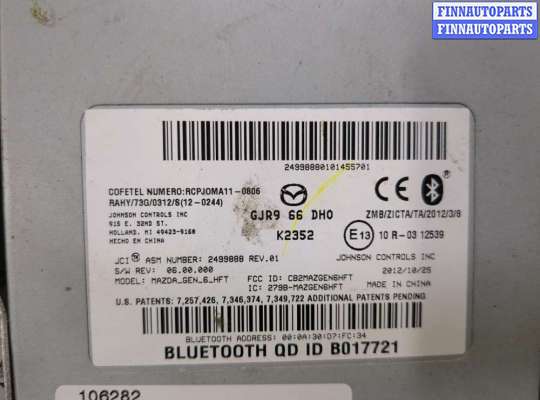 FINNAUTOPARTS
FINNAUTOPARTS
24998880101455701
COFETEL NUMERO:RCPJOMA11-0806
RAHY/73G/0312/S(12-0244)
JOHNSON CONTROLS INC
915 E. 32ND ST.
HOLLAND, MI 49423-9168
HECHO EN CHINA
GJR9 66 DH0
K2352
CE
ZMB/ZICTA/TA/2012/3/8
E13 10 R-03 12539
JCI ASM NUMBER: 2499888 REV.01
S/W REV: 06.00.000
MODEL: MAZDA_GEN_6_HFT
FCC ID: CB2MAZGEN6HFT
IC: 279B-MAZGEN6HFT
JOHNSON CONTROLS INC
2012/10/25
MADE IN CHINA
U.S. PATENTS: 7,257,426, 7,346,374, 7,349,722 ADDITIONAL PATENTS PENDING.
BLUETOOTH ADDRESS: 00:0A:30:D7:FC:34
BLUETOOTH QD ID B017721
106282